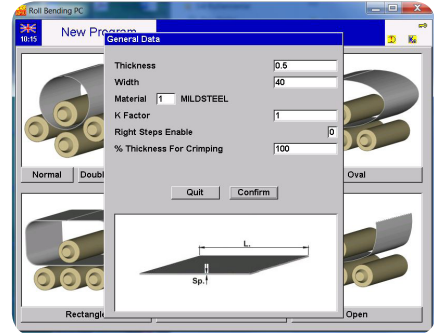 Roll Bending PC
10:15
New Program
General Data
Thickness
0.5
Width
40
Material 1 MILDSTEEL
K Factor
1
Right Steps Enable
0
% Thickness For Crimping
100
Quit
Confirm
L.
Sp.
Normal
Doubl
Oval
Rectangle
Open